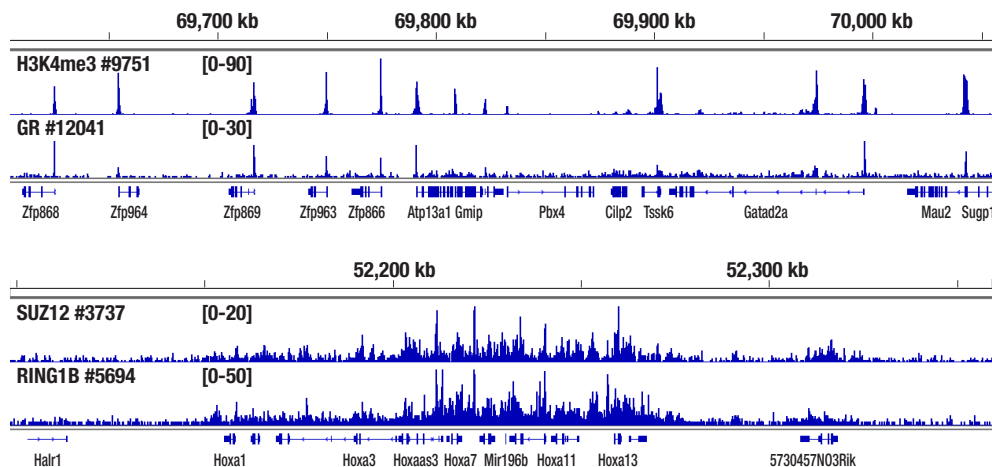 69,700 kb 69,800 kb 69,900 kb 70,000 kb
H3K4me3 #9751 [0-90]
GR #12041 [0-30]
Zfp868 Zfp964 Zfp869 Zfp963 Zfp866 Atp13a1 Gmip Pbx4 Cilp2 Tssk6 Gatad2a Mau2 Sugp1
52,200 kb 52,300 kb
SUZ12 #3737 [0-20]
RING1B #5694 [0-50]
Halr1 Hoxa1 Hoxa3 Hoxaas3 Hoxa7 Mir196b Hoxa11 Hoxa13 5730457N03Rik